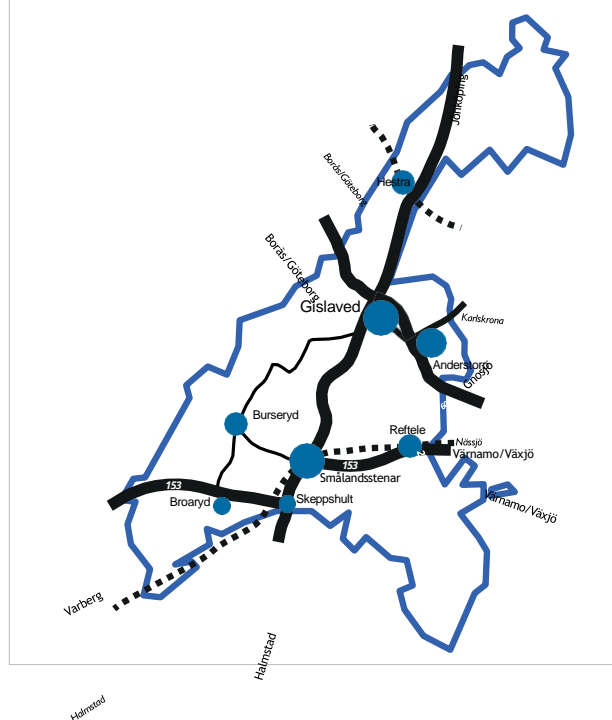 Jönköping
Borås/Göteborg
Hestra
Borås/Göteborg
Gislaved
Karlskrona
Anderstorp
Gnosjö
Burseryd
Reftele
Nässjö
Värnamo/Växjö
153
Smålandsstenar
153
Broaryd
Skeppshult
Värnamo/Växjö
Varberg
Halmstad
Halmstad